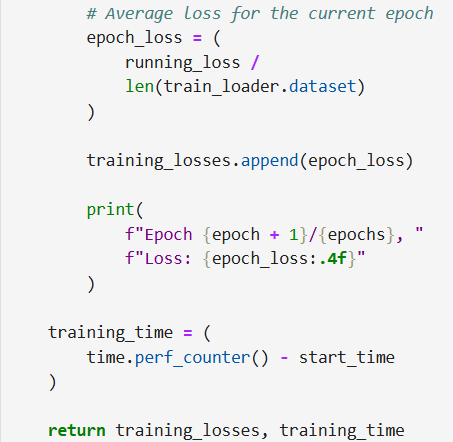 # Average loss for the current epoch
epoch_loss = (
running_loss /
len(train_loader.dataset)
)
training_losses.append(epoch_loss)
print(
f"Epoch {epoch + 1}/{epochs}, "
f"Loss: {epoch_loss:.4f}"
)
training_time = (
time.perf_counter() - start_time
)
return training_losses, training_time